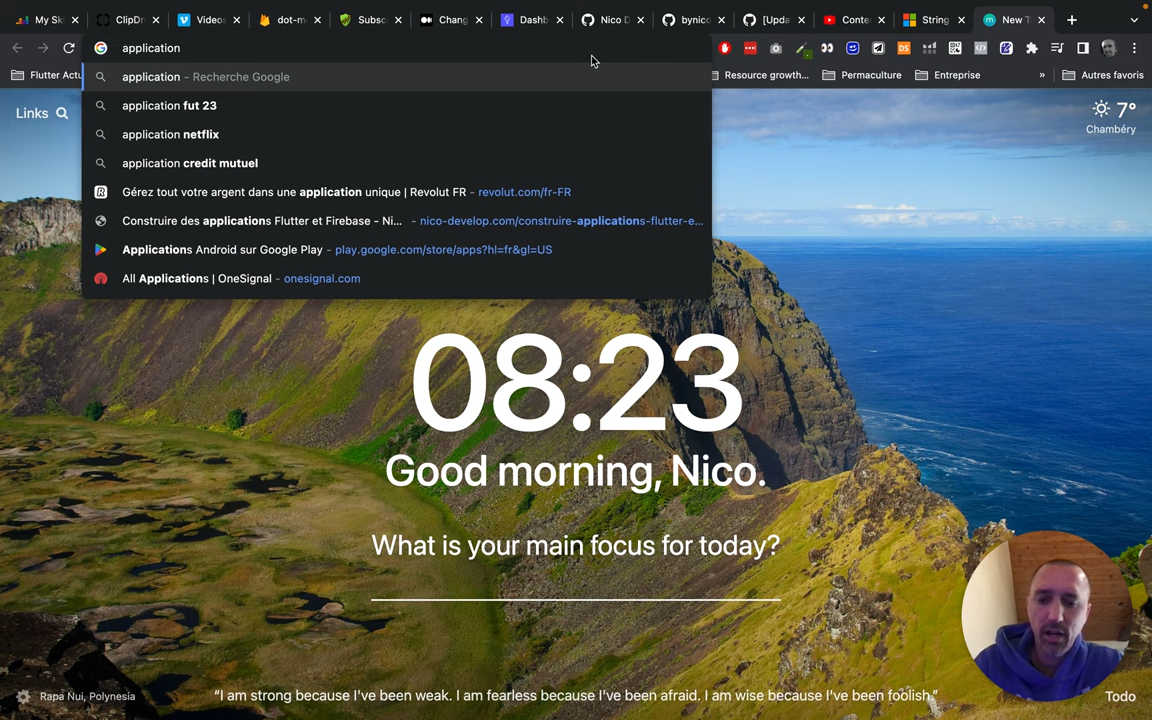 My Ski
ClipDr
Videos
dot-m
Subsc
Chang
Dashb
Nico D
bynico
[Upda
Conte
String
New T
application
Flutter Actu
Resource growth...
Permaculture
Entreprise
»
Autres favoris
application - Recherche Google
application fut 23
application netflix
application credit mutuel
Gérez tout votre argent dans une application unique | Revolut FR - revolut.com/fr-FR
Construire des applications Flutter et Firebase - Ni... - nico-develop.com/construire-applications-flutter-e...
Applications Android sur Google Play - play.google.com/store/apps?hl=fr&gl=US
All Applications | OneSignal - onesignal.com
Links
7°
Chambéry
08:23
Good morning, Nico.
What is your main focus for today?
Rapa Nui, Polynesia
“I am strong because I've been weak. I am fearless because I've been afraid. I am wise because I've been foolish.”
Todo